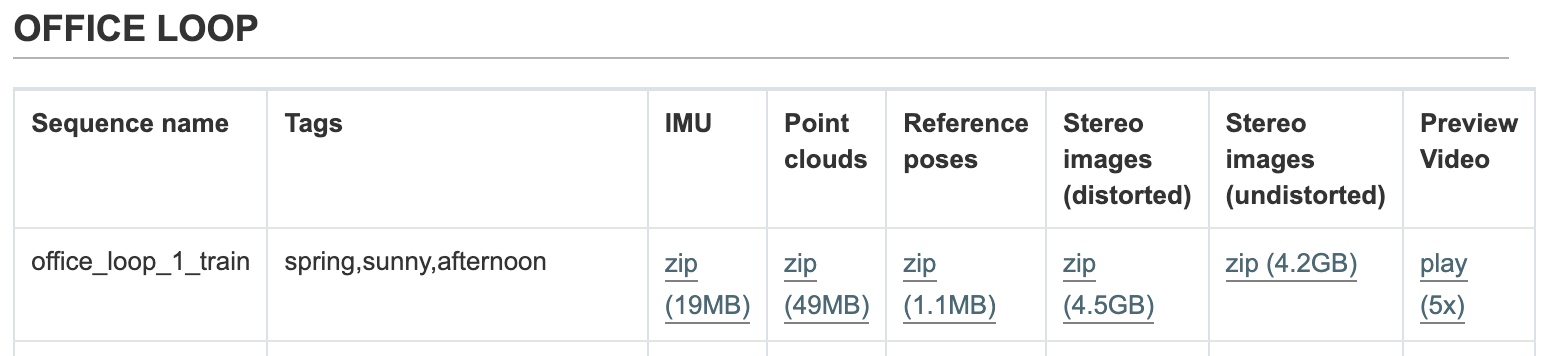 OFFICE LOOP
Sequence name
Tags
IMU
Point
clouds
Reference
poses
Stereo
images
(distorted)
Stereo
images
(undistorted)
Preview
Video
office_loop_1_train
spring,sunny,afternoon
zip
(19MB)
zip
(49MB)
zip
(1.1MB)
zip
(4.5GB)
zip (4.2GB)
play
(5x)